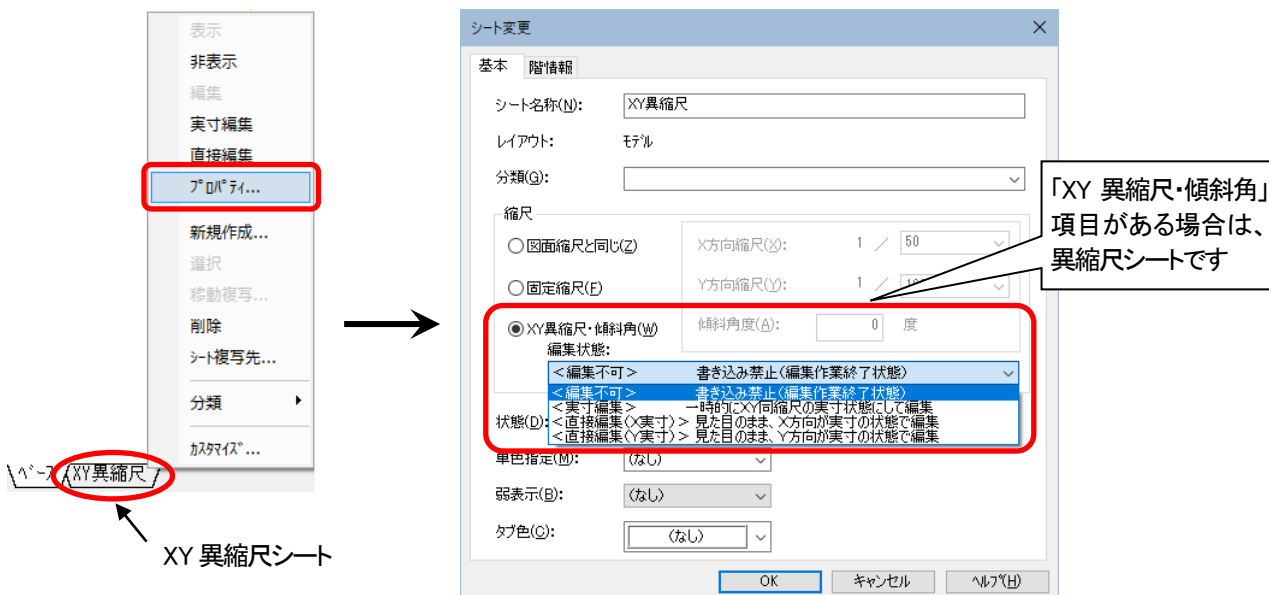 表示
非表示
編集
実寸編集
直接編集
ﾌﾟﾛﾊﾟﾃｨ...
新規作成...
選択
移動複写...
削除
ｼｰﾄ複写先...
分類
ｶｽﾀﾏｲｽﾞ...
ﾍﾞｰｽ
XY異縮尺
XY 異縮尺シート
シート変更
基本
階情報
シート名称(N):
XY異縮尺
レイアウト:
ﾓﾃﾞﾙ
分類(G):
縮尺
図面縮尺と同じ(Z)
X方向縮尺(X):
1 ／ 50
固定縮尺(F)
Y方向縮尺(Y):
1 ／
XY異縮尺・傾斜角(W)
傾斜角度(A):
0 度
編集状態:
＜編集不可＞ 書き込み禁止(編集作業終了状態)
＜編集不可＞ 書き込み禁止(編集作業終了状態)
＜実寸編集＞ 一時的にXY同縮尺の実寸状態にして編集
＜直接編集(X実寸)＞ 見た目のまま、X方向が実寸の状態で編集
＜直接編集(Y実寸)＞ 見た目のまま、Y方向が実寸の状態で編集
状態(D):
単色指定(M):
(なし)
弱表示(B):
(なし)
タブ色(C):
(なし)
OK
キャンセル
ﾍﾙﾌﾟ(H)
「XY 異縮尺・傾斜角」
項目がある場合は、
異縮尺シートです